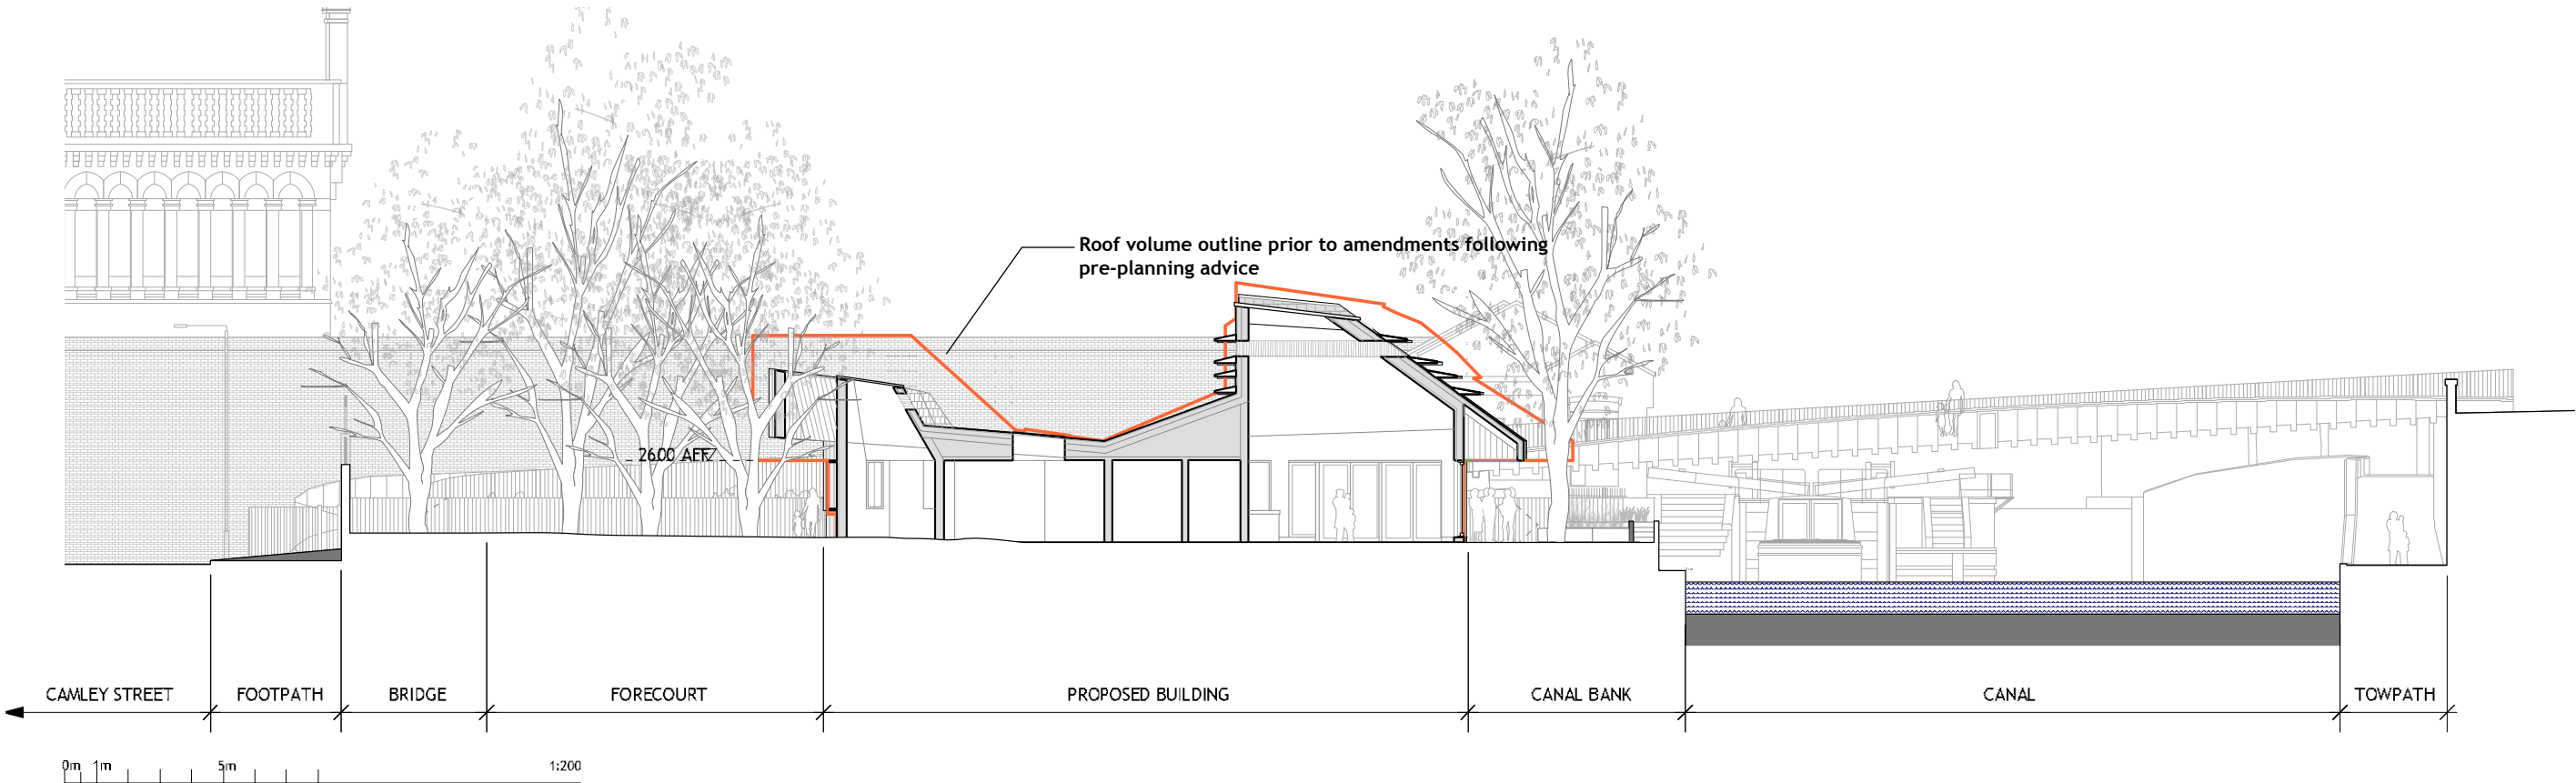 Roof volume outline prior to amendments following
pre-planning advice
2600 AFF
CAMLEY STREET
FOOTPATH
BRIDGE
FORECOURT
PROPOSED BUILDING
CANAL BANK
CANAL
TOWPATH
0m 1m 5m 1:200